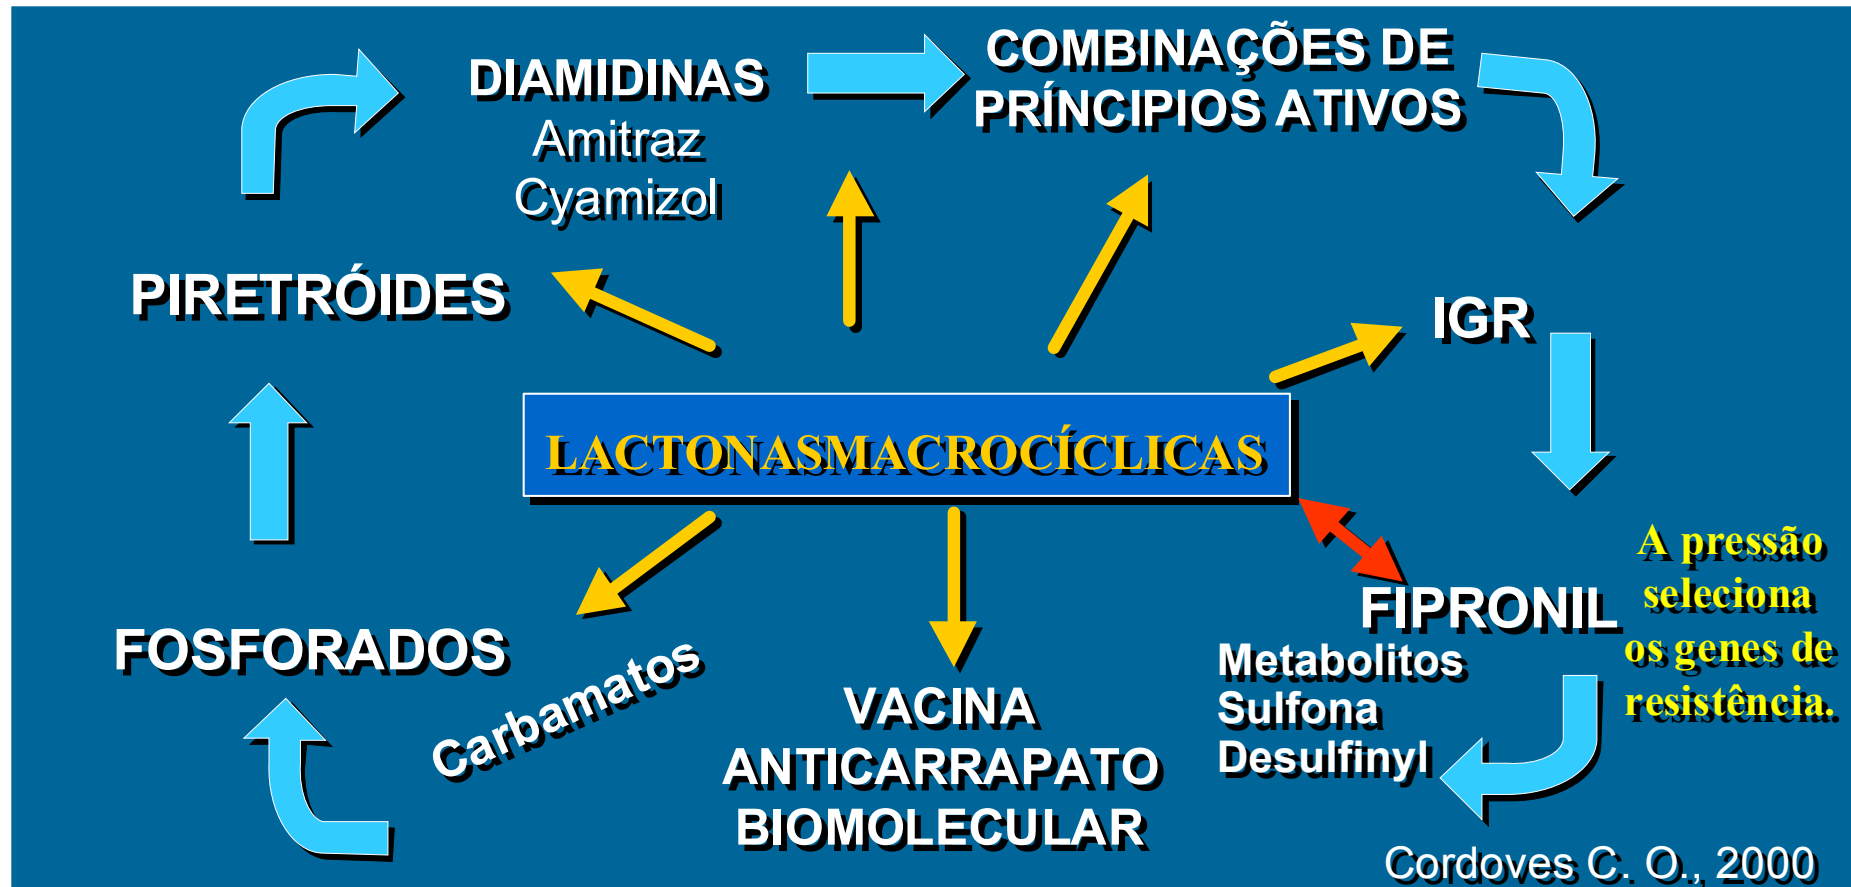 DIAMIDINAS
Amitraz
Cyamizol
COMBINAÇÕES DE
PRÍNCIPIOS ATIVOS
PIRETRÓIDES
IGR
LACTONASMACROCÍCLICAS
A pressão
seleciona
os genes de
resistência.
FIPRONIL
Metabolitos
Sulfona
Desulfinyl
FOSFORADOS
Carbamatos
VACINA
ANTICARRAPATO
BIOMOLECULAR
Cordoves C. O., 2000